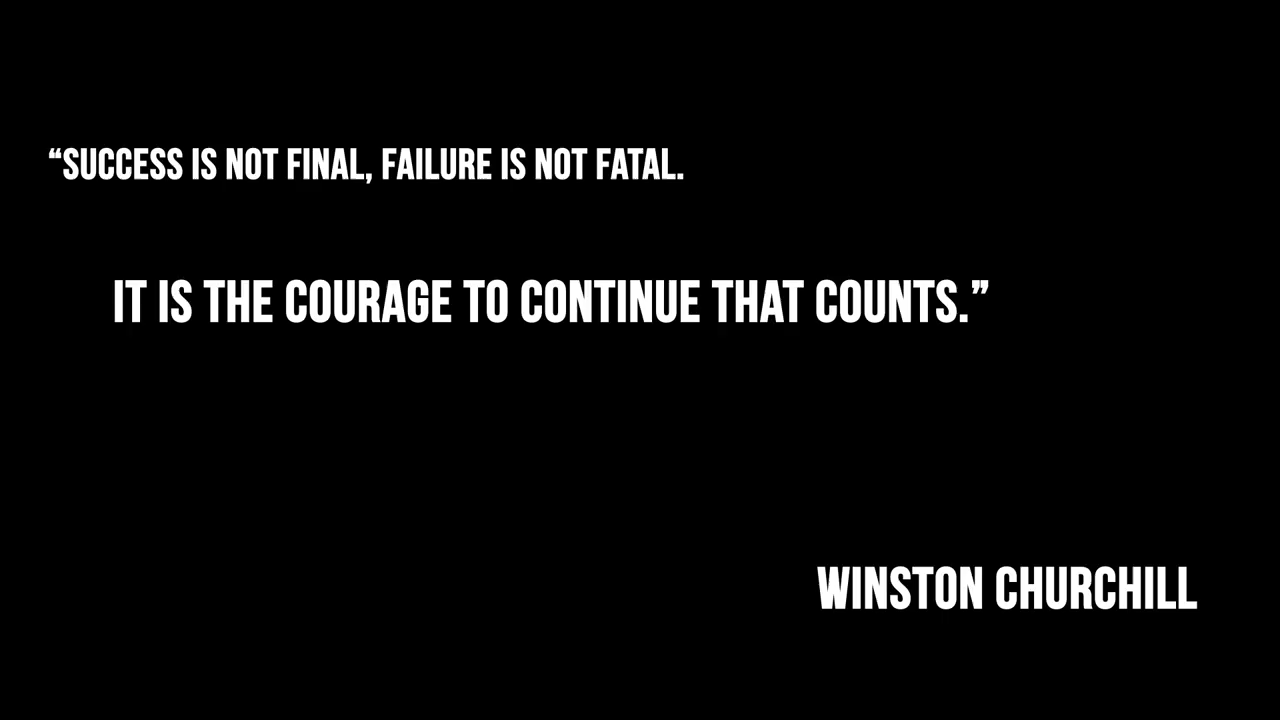 “SUCCESS IS NOT FINAL, FAILURE IS NOT FATAL.
IT IS THE COURAGE TO CONTINUE THAT COUNTS.”
WINSTON CHURCHILL